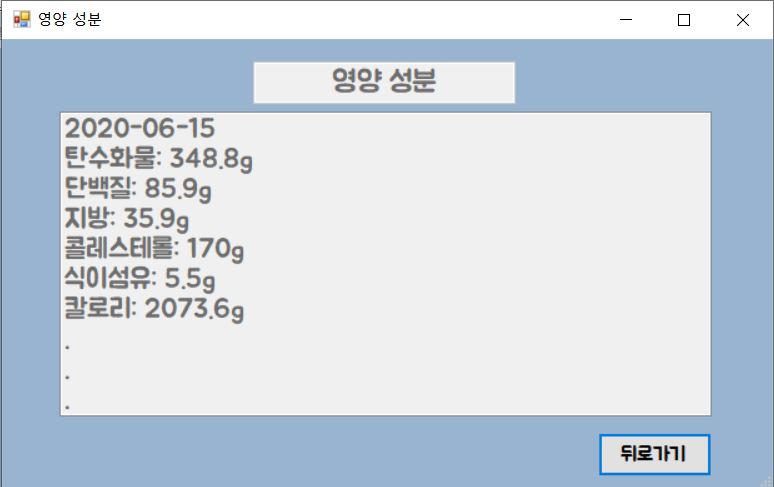 영양 성분
영양 성분
2020-06-15
탄수화물: 348.8g
단백질: 85.9g
지방: 35.9g
콜레스테롤: 170g
식이섬유: 5.5g
칼로리: 2073.6g
.
.
.
뒤로가기